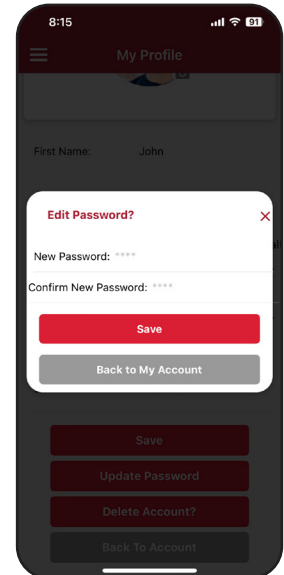 8:15
91
My Profile
First Name: John
Edit Password?
New Password: ****
Confirm New Password: ****
Save
Back to My Account
Save
Update Password
Delete Account?
Back To Account